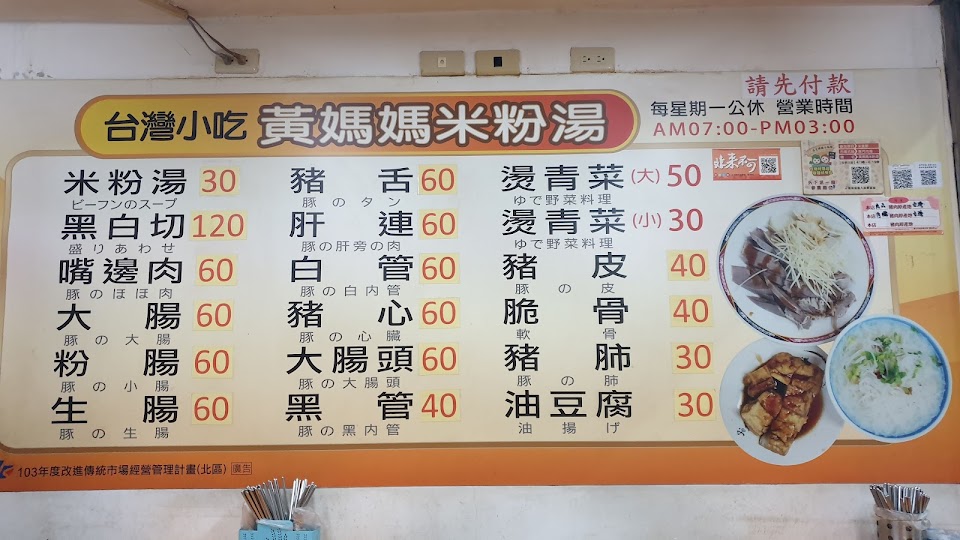 請先付款
台灣小吃 黃媽媽米粉湯
每星期一公休 營業時間
AM07:00-PM03:00
米粉湯 30
ビーフンのスープ
黑白切 120
盛りあわせ
嘴邊肉 60
豚のほほ肉
大腸 60
豚の大腸
粉腸 60
豚の小腸
生腸 60
豚の生腸
豬舌 60
豚のタン
肝連 60
豚の肝旁の肉
白管 60
豚の白內管
豬心 60
豚の心臟
大腸頭 60
豚の大腸頭
黑管 40
豚の黑內管
燙青菜(大) 50
ゆで野菜料理
燙青菜(小) 30
ゆで野菜料理
豬皮 40
豚の皮
脆骨 40
軟骨
豬肺 30
豚の肺
油豆腐 30
油揚げ
103年度改進傳統市場經營管理計畫(北區) 廣告